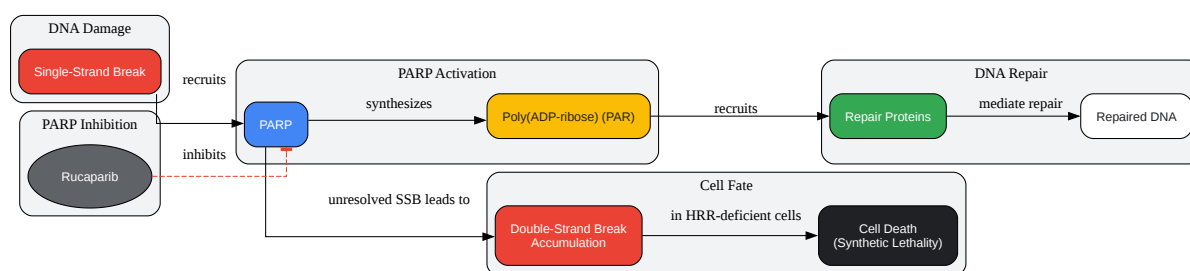 DNA Damage
Single-Strand Break
recruits
PARP Activation
DNA Repair
synthesizes
recruits
mediate repair
PARP
Poly(ADP-ribose) (PAR)
Repair Proteins
Repaired DNA
PARP Inhibition
inhibits
Rucaparib
Cell Fate
unresolved SSB leads to
in HRR-deficient cells
Double-Strand Break
Accumulation
Cell Death
(Synthetic Lethality)